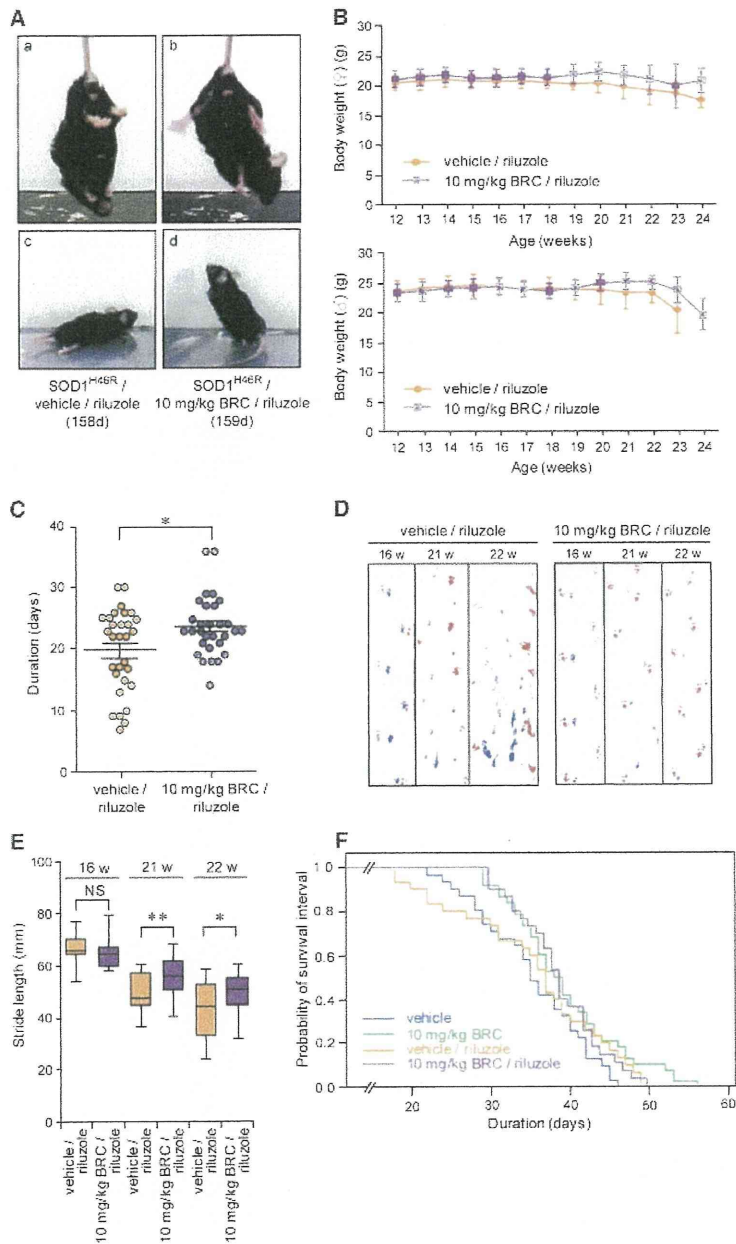 A
a
b
c
d
SOD1^H46R /
vehicle / riluzole
(158d)
SOD1^H46R /
10 mg/kg BRC / riluzole
(159d)
B
Body weight (♀) (g)
30
25
20
15
10
5
0
vehicle / riluzole
10 mg/kg BRC / riluzole
12 13 14 15 16 17 18 19 20 21 22 23 24
Age (weeks)
Body weight (♂) (g)
30
25
20
15
10
5
0
vehicle / riluzole
10 mg/kg BRC / riluzole
12 13 14 15 16 17 18 19 20 21 22 23 24
Age (weeks)
C
Duration (days)
40
30
20
10
0
*
vehicle /
riluzole
10 mg/kg BRC /
riluzole
D
vehicle / riluzole
16 w 21 w 22 w
10 mg/kg BRC / riluzole
16 w 21 w 22 w
E
Stride length (mm)
100
80
60
40
20
0
16 w 21 w 22 w
NS
**
*
vehicle /
riluzole
10 mg/kg BRC /
riluzole
vehicle /
riluzole
10 mg/kg BRC /
riluzole
vehicle /
riluzole
10 mg/kg BRC /
riluzole
F
Probability of survival interval
1.0
0.8
0.6
0.4
0.2
0.0
vehicle
10 mg/kg BRC
vehicle / riluzole
10 mg/kg BRC / riluzole
20 30 40 50 60
Duration (days)